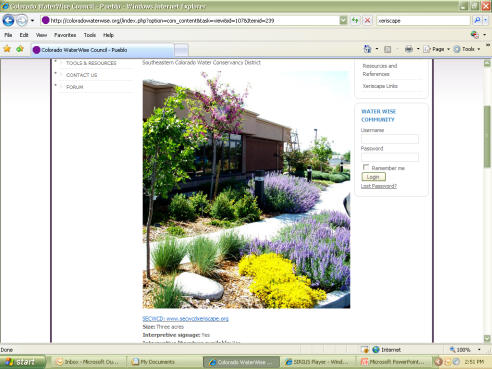 Colorado WaterWise Council - Pueblo - Windows Internet Explorer
http://coloradowaterwise.org/index.php?option=com_content&task=view&id=107&Itemid=239
xeriscape
File Edit View Favorites Tools Help
Colorado WaterWise Council - Pueblo
Page Tools
TOOLS & RESOURCES
CONTACT US
FORUM
Southeastern Colorado Water Conservancy District
Resources and
References
Xeriscape Links
WATER WISE
COMMUNITY
Username
Password
Remember me
Login
Lost Password?
SECWCD: www.secwcdxeriscape.org
Size: Three acres
Interpretive signage: Yes
Done
Internet
100%
start
Inbox - Microsoft Ou...
My Documents
Colorado WaterWise ...
SIRIUS Player - Wind...
Microsoft PowerPoint...
2:51 PM